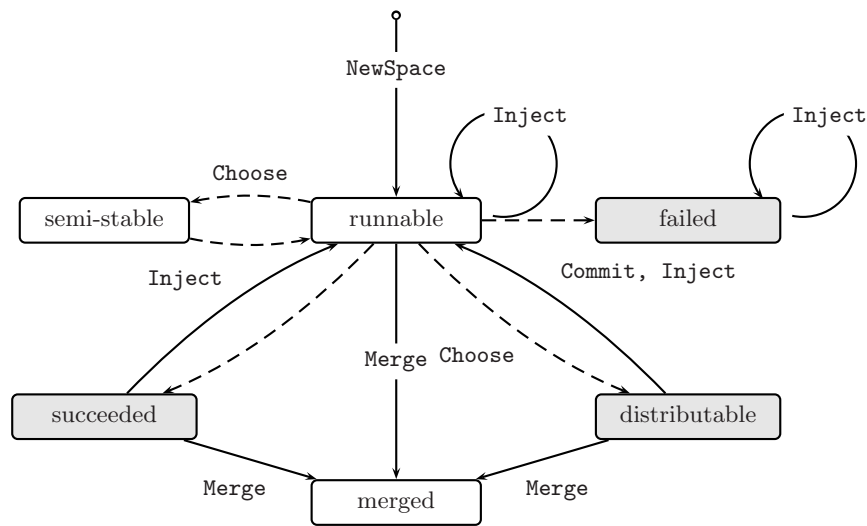 NewSpace
Inject
Inject
Choose
semi-stable
runnable
failed
Inject
Commit, Inject
Merge
Choose
succeeded
distributable
Merge
Merge
merged